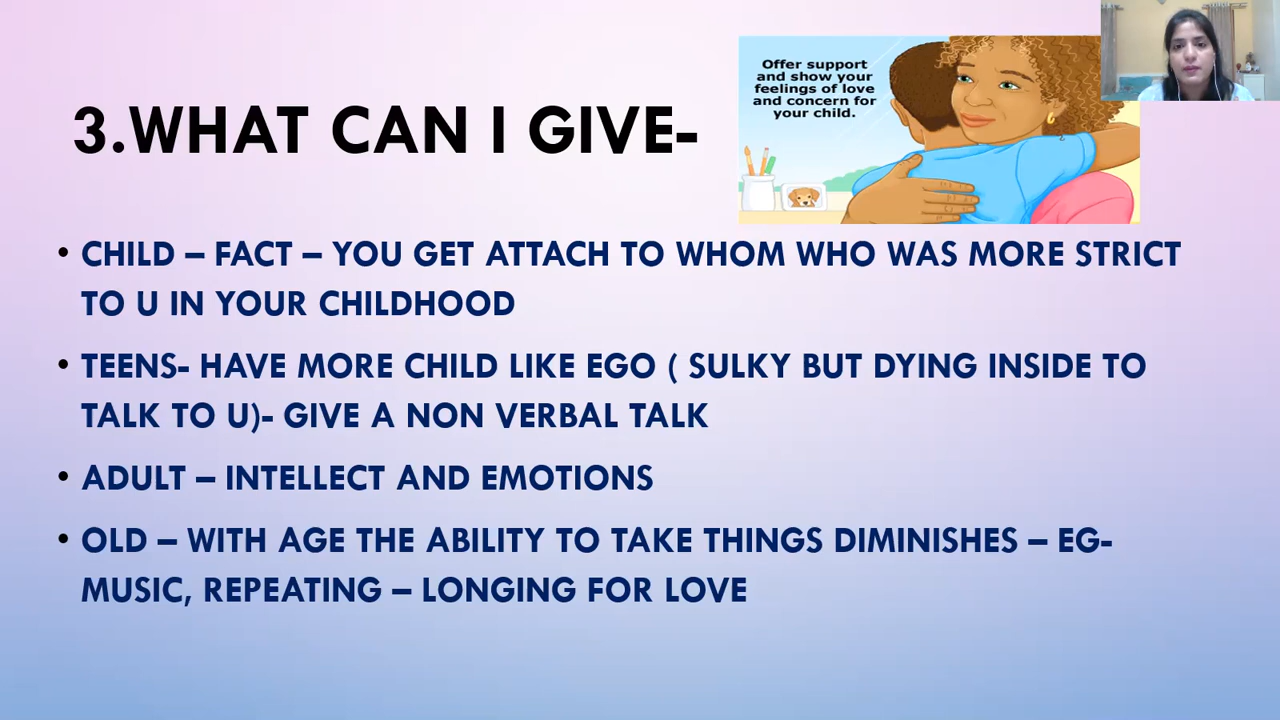 Offer support
and show your
feelings of love
and concern for
your child.
3.WHAT CAN I GIVE-
• CHILD – FACT – YOU GET ATTACH TO WHOM WHO WAS MORE STRICT
TO U IN YOUR CHILDHOOD
• TEENS- HAVE MORE CHILD LIKE EGO ( SULKY BUT DYING INSIDE TO
TALK TO U)- GIVE A NON VERBAL TALK
• ADULT – INTELLECT AND EMOTIONS
• OLD – WITH AGE THE ABILITY TO TAKE THINGS DIMINISHES – EG-
MUSIC, REPEATING – LONGING FOR LOVE